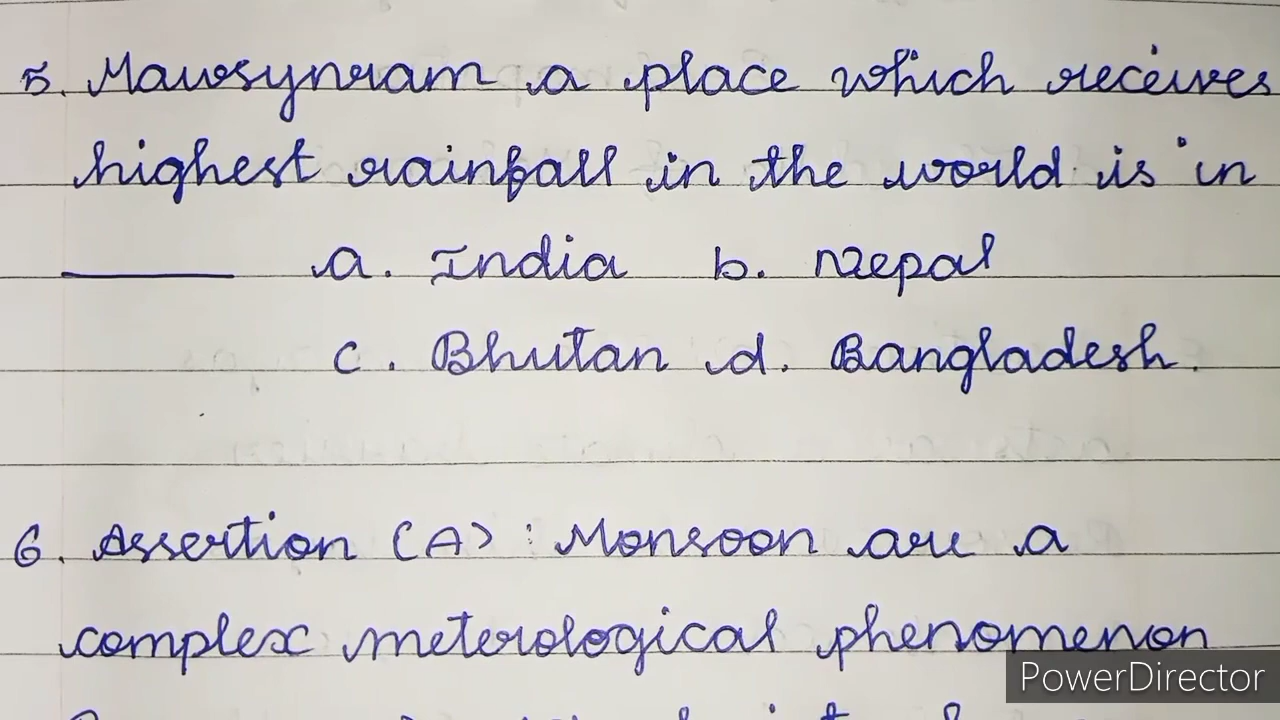 5. Mawsynram a place which receives
highest rainfall in the world is in
______ a. India b. Nepal
c. Bhutan d. Bangladesh.
6. Assertion (A) : Monsoon are a
complex meterological phenomenon
PowerDirector